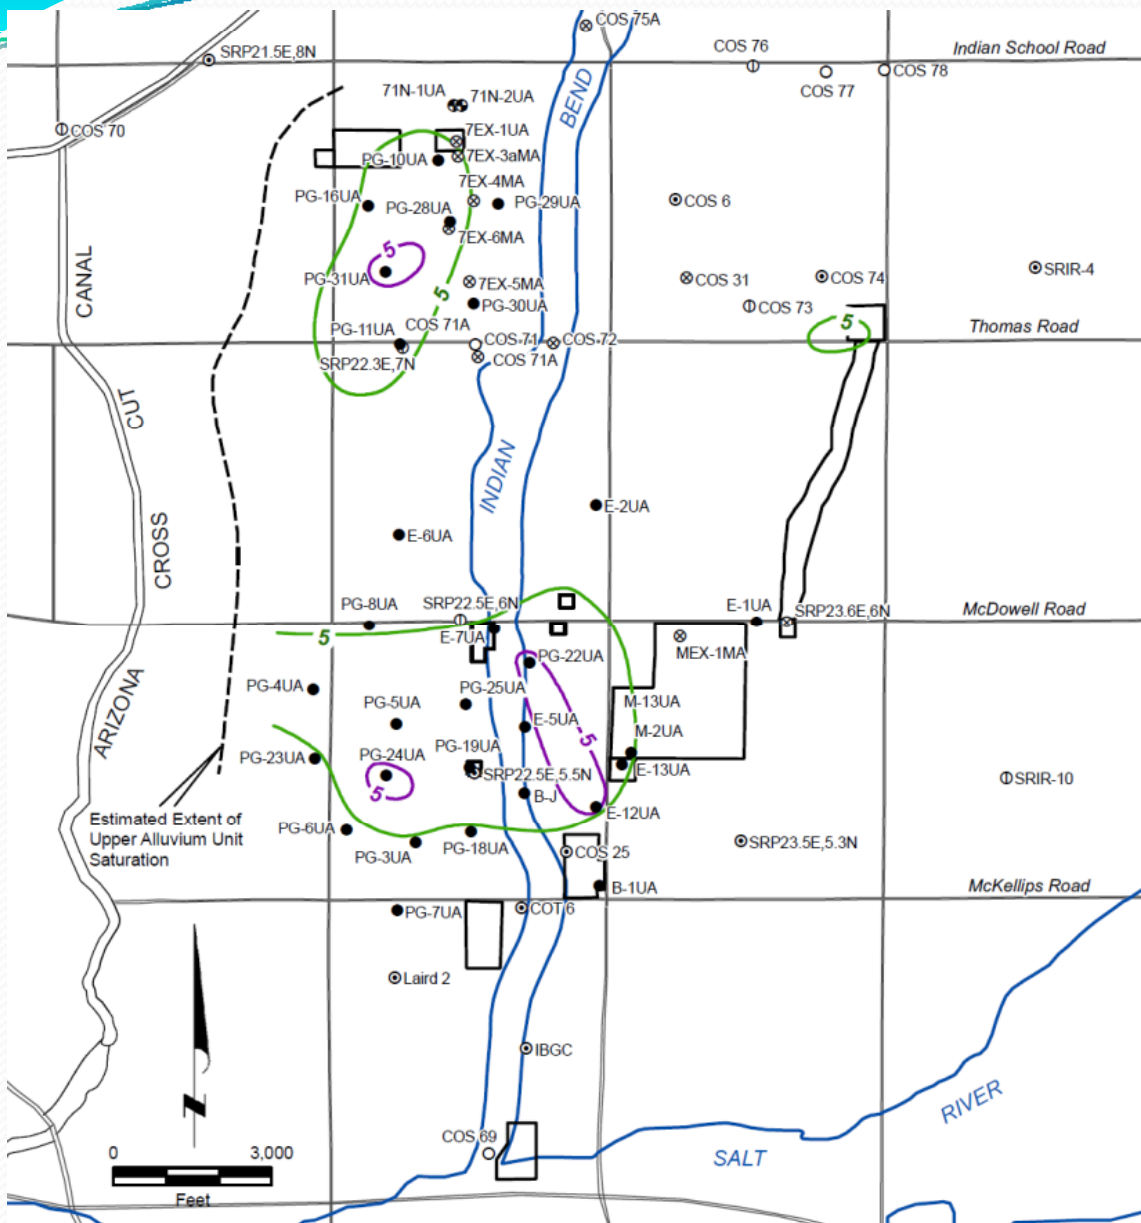 COS 75A
SRP21.5E,8N
COS 76
Indian School Road
COS 77
COS 78
71N-1UA
71N-2UA
BEND
COS 70
7EX-1UA
PG-10UA
7EX-3aMA
7EX-4MA
PG-16UA
PG-28UA
PG-29UA
COS 6
7EX-6MA
CANAL
5
PG-31UA
7EX-5MA
5
COS 31
COS 74
SRIR-4
PG-30UA
COS 73
PG-11UA
COS 71A
5
Thomas Road
COS 71
COS 72
SRP22.3E,7N
COS 71A
CUT
INDIAN
E-2UA
E-6UA
CROSS
PG-8UA
SRP22.5E,6N
E-1UA
SRP23.6E,6N
McDowell Road
5
E-7UA
MEX-1MA
PG-22UA
PG-4UA
PG-25UA
M-13UA
ARIZONA
PG-5UA
E-5UA
M-2UA
5
PG-23UA
PG-24UA
PG-19UA
E-13UA
SRP22.5E,5.5N
SRIR-10
5
B-J
E-12UA
Estimated Extent of
Upper Alluvium Unit
Saturation
PG-6UA
PG-3UA
PG-18UA
SRP23.5E,5.3N
COS 25
B-1UA
McKellips Road
PG-7UA
COT 6
Laird 2
IBGC
N
RIVER
COS 69
SALT
0
3,000
Feet